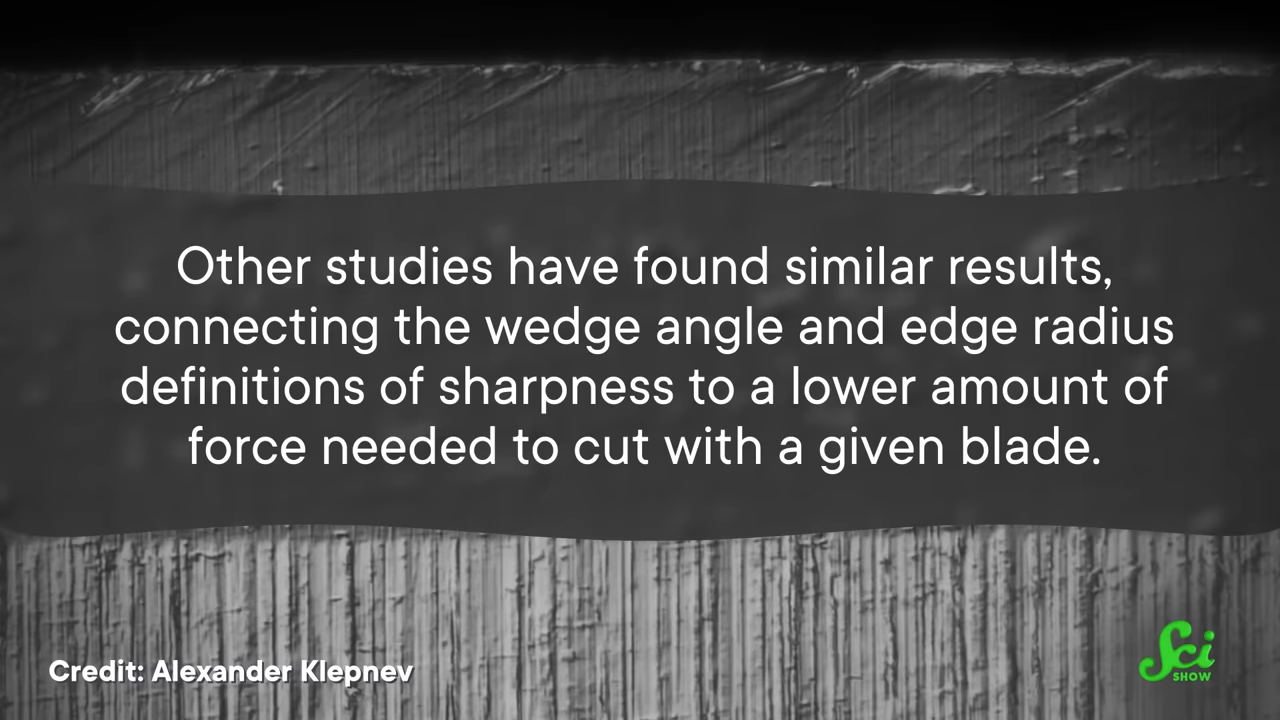 Other studies have found similar results,
connecting the wedge angle and edge radius
definitions of sharpness to a lower amount of
force needed to cut with a given blade.
Credit: Alexander Klepnev
Sci
SHOW